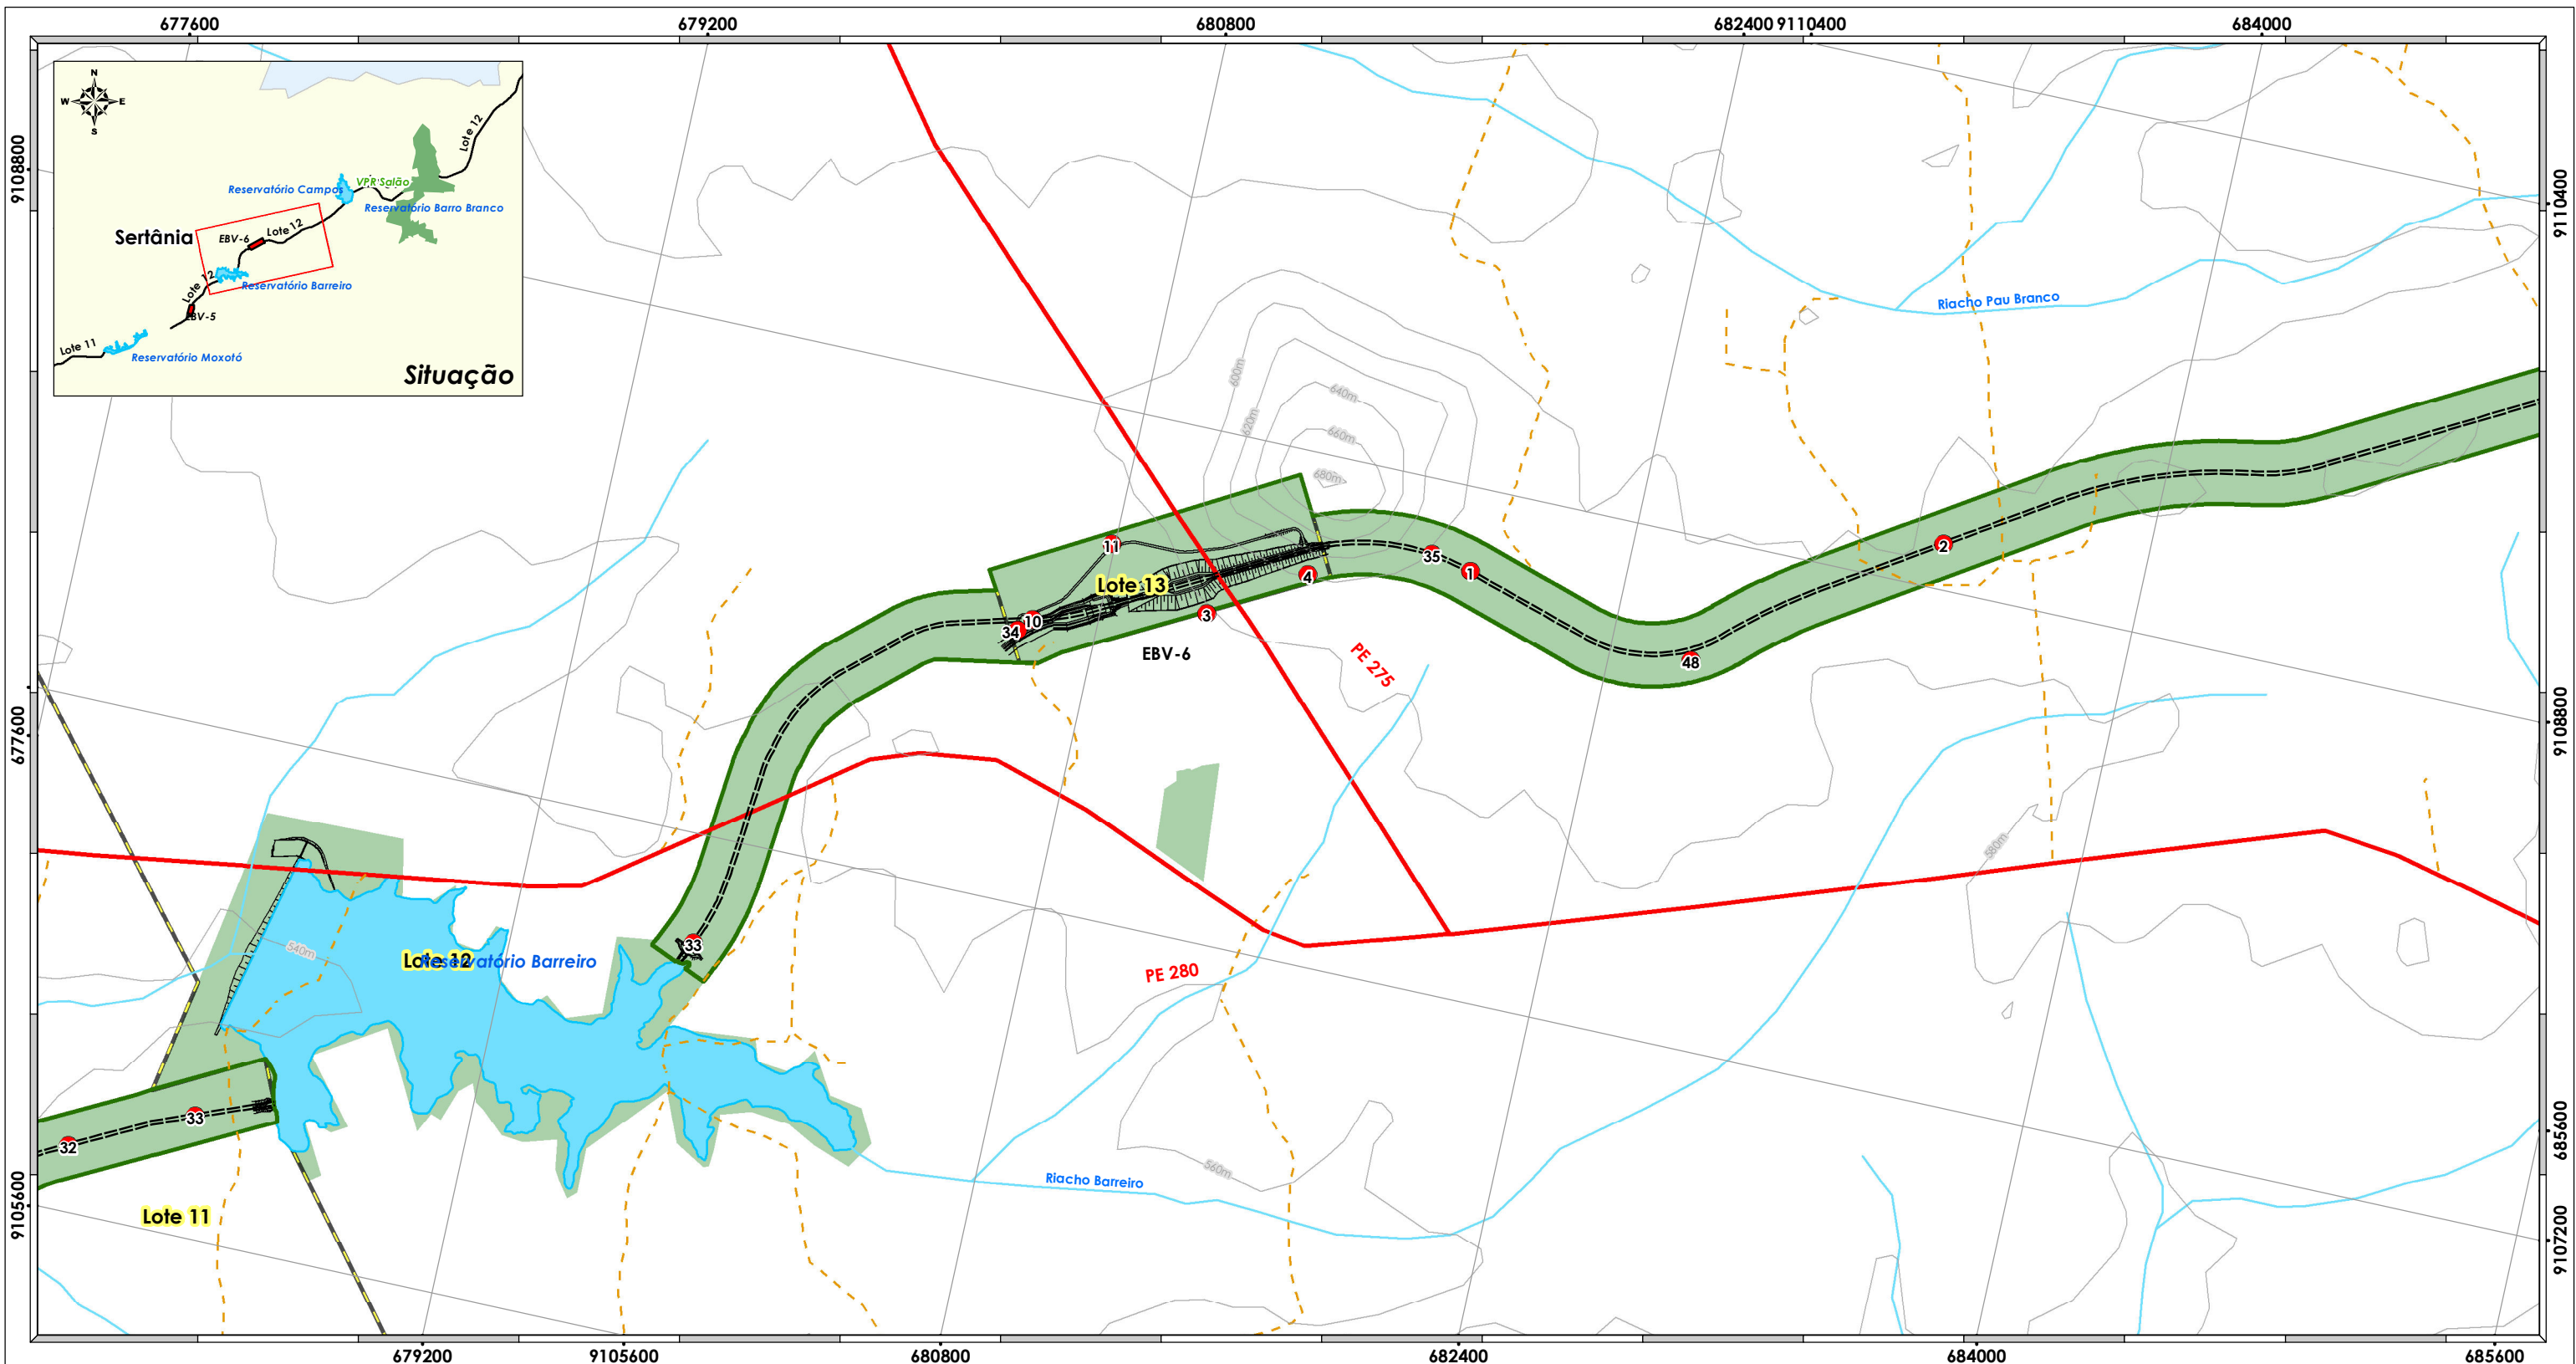 677600 679200 680800 682400 9110400 684000
9108800
677600
9105600
9110400
9108800
685600
9107200
679200 9105600 680800 682400 684000 685600
N
W E
S
Lote 12
VPR Salão
Reservatório Campos
Reservatório Barro Branco
Sertânia
EBV-6
Lote 12
Lote 12
Reservatório Barreiro
EBV-5
Lote 11
Reservatório Moxotó
Situação
Riacho Pau Branco
600m
640m
620m
660m
680m
11
35
2
Lote 13
4
1
10
3
34
EBV-6
PE 275
48
580m
33
540m
Lote 12
Reservatório Barreiro
PE 280
33
32
560m
Riacho Barreiro
Lote 11